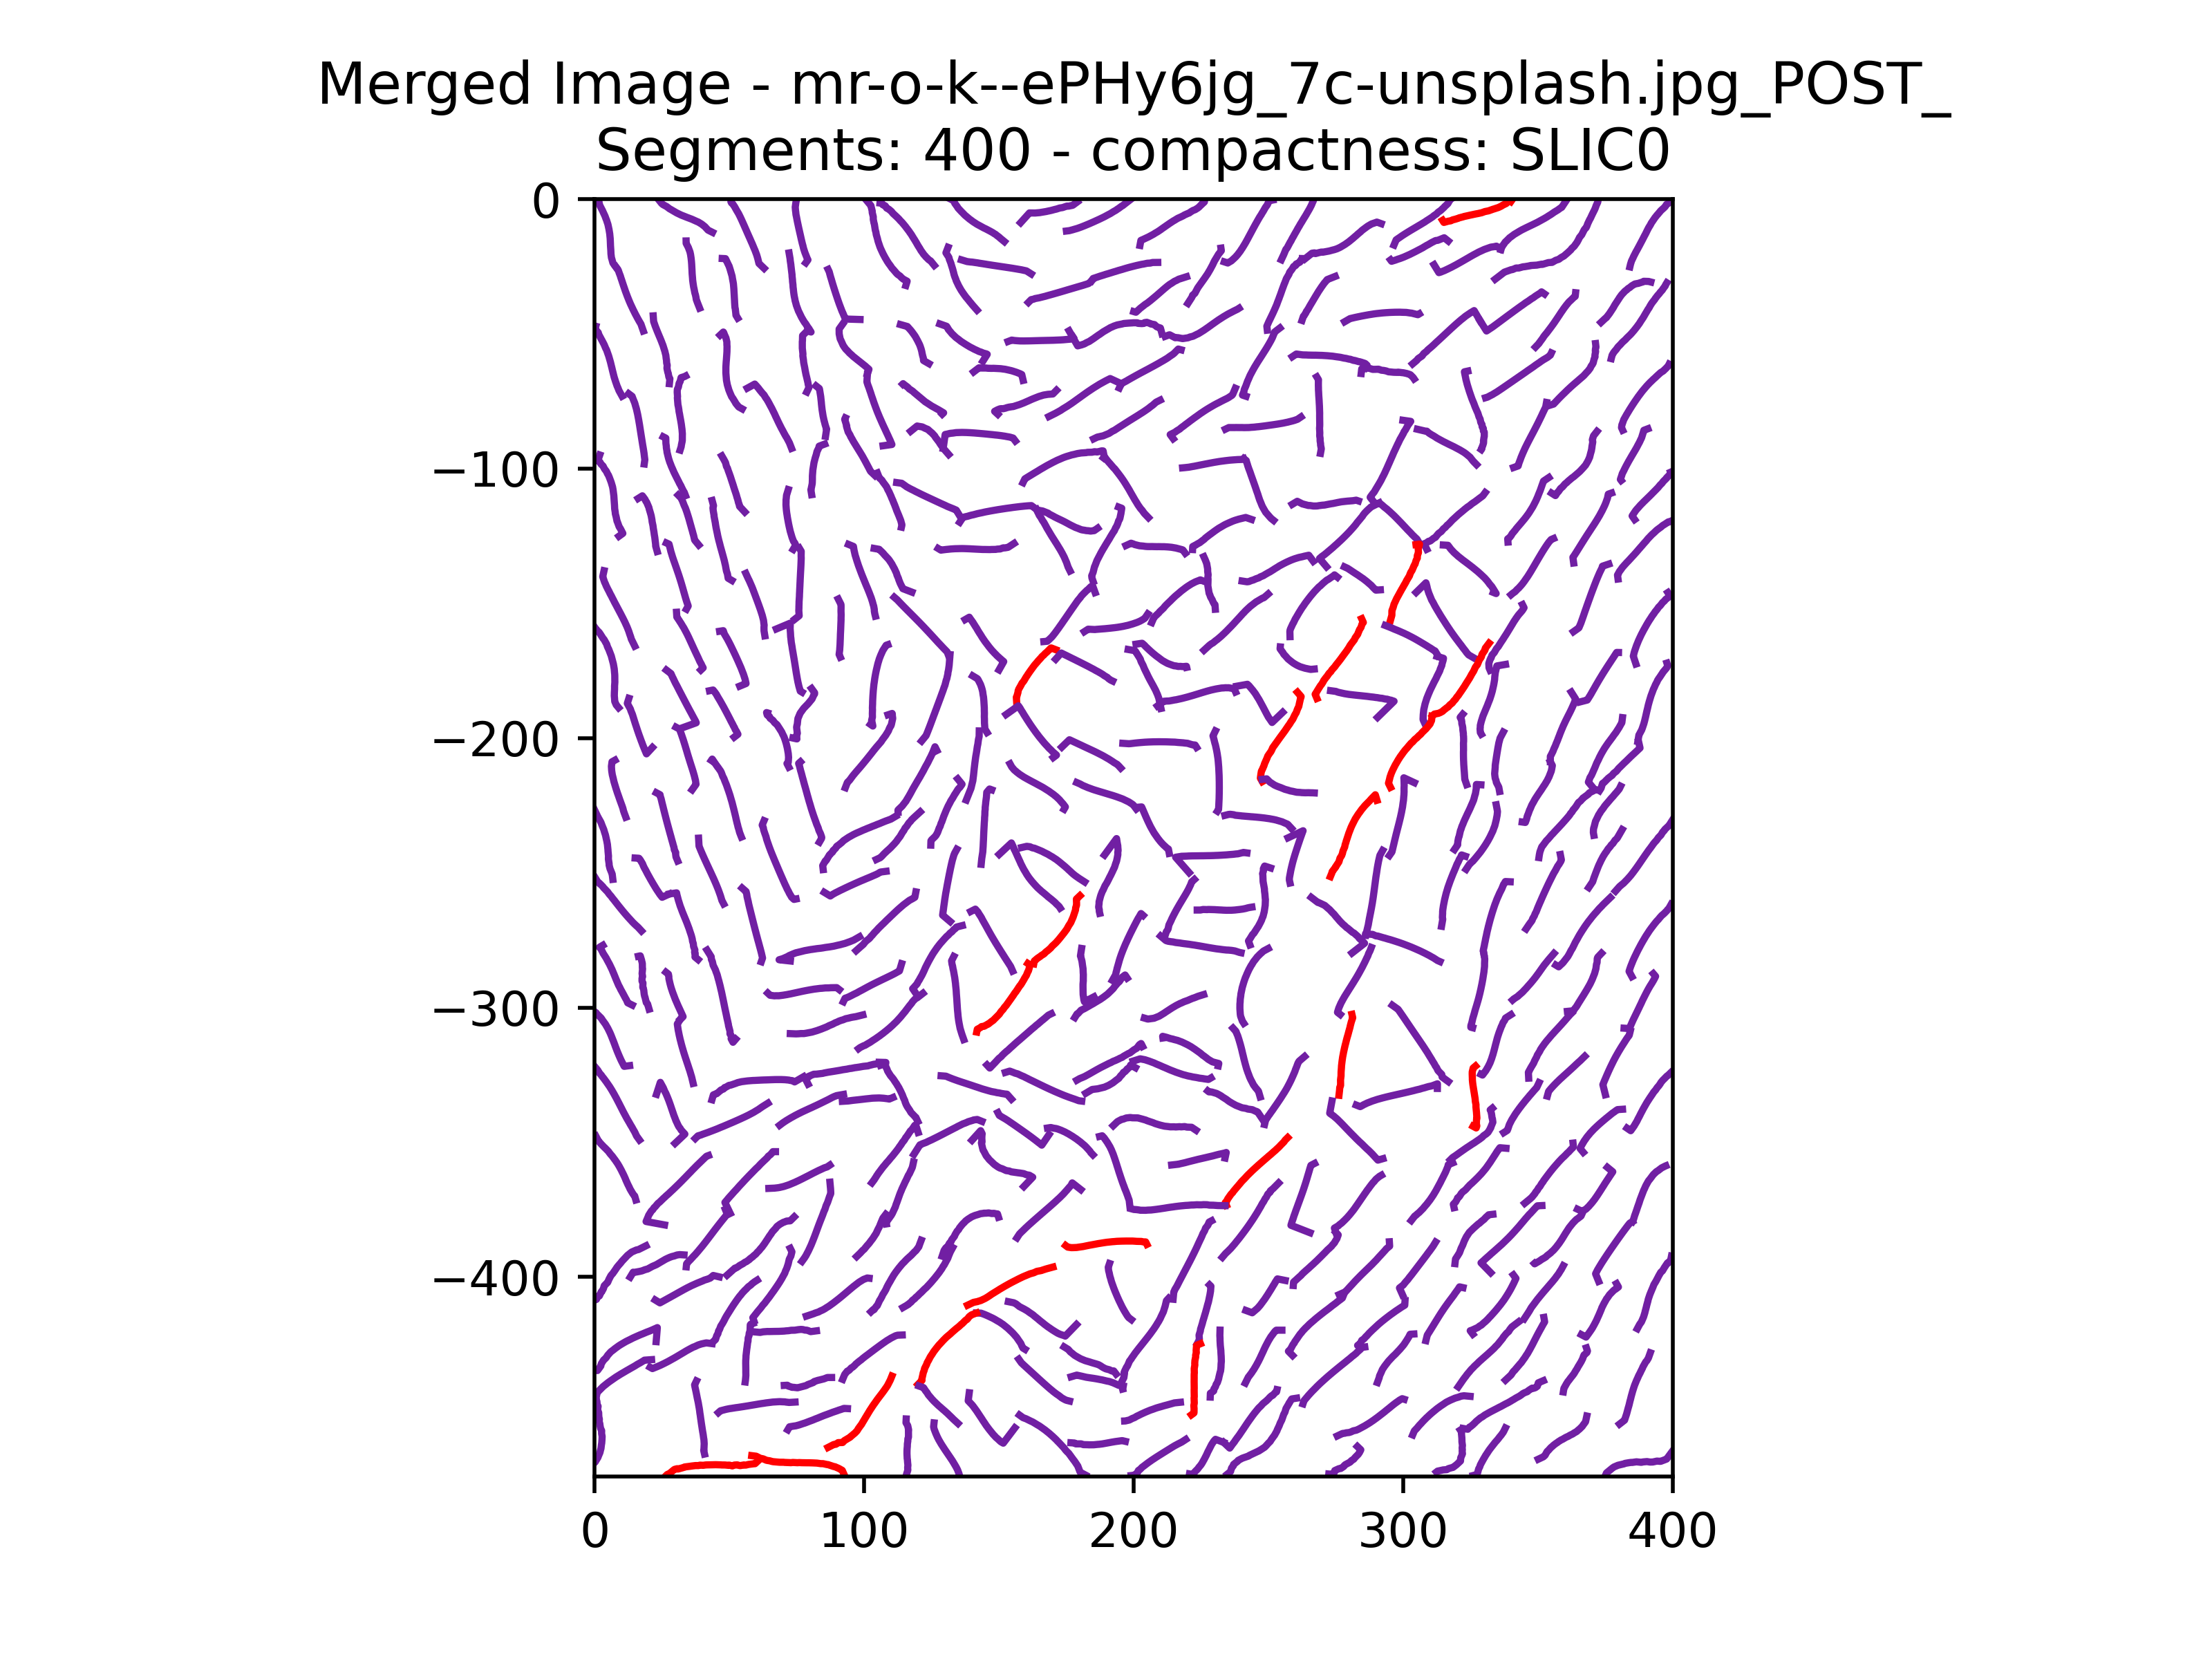 Merged Image - mr-o-k--ePHy6jg_7c-unsplash.jpg_POST_
Segments: 400 - compactness: SLIC0
0
−100
−200
−300
−400
0 100 200 300 400